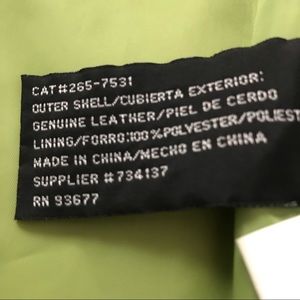 CAT#265-7531
OUTER SHELL/CUBIERTA EXTERIOR:
GENUINE LEATHER/PIEL DE CERDO
LINING/FORRO:100%POLYESTER/POLIEST
MADE IN CHINA/HECHO EN CHINA
SUPPLIER #734137
RN 93677